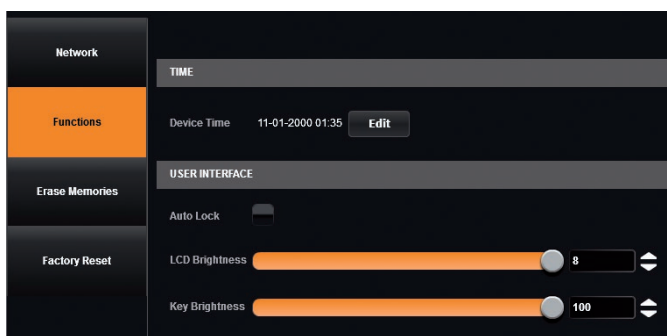 Network
Functions
Erase Memories
Factory Reset
TIME
Device Time 11-01-2000 01:35 Edit
USER INTERFACE
Auto Lock
LCD Brightness 8
Key Brightness 100